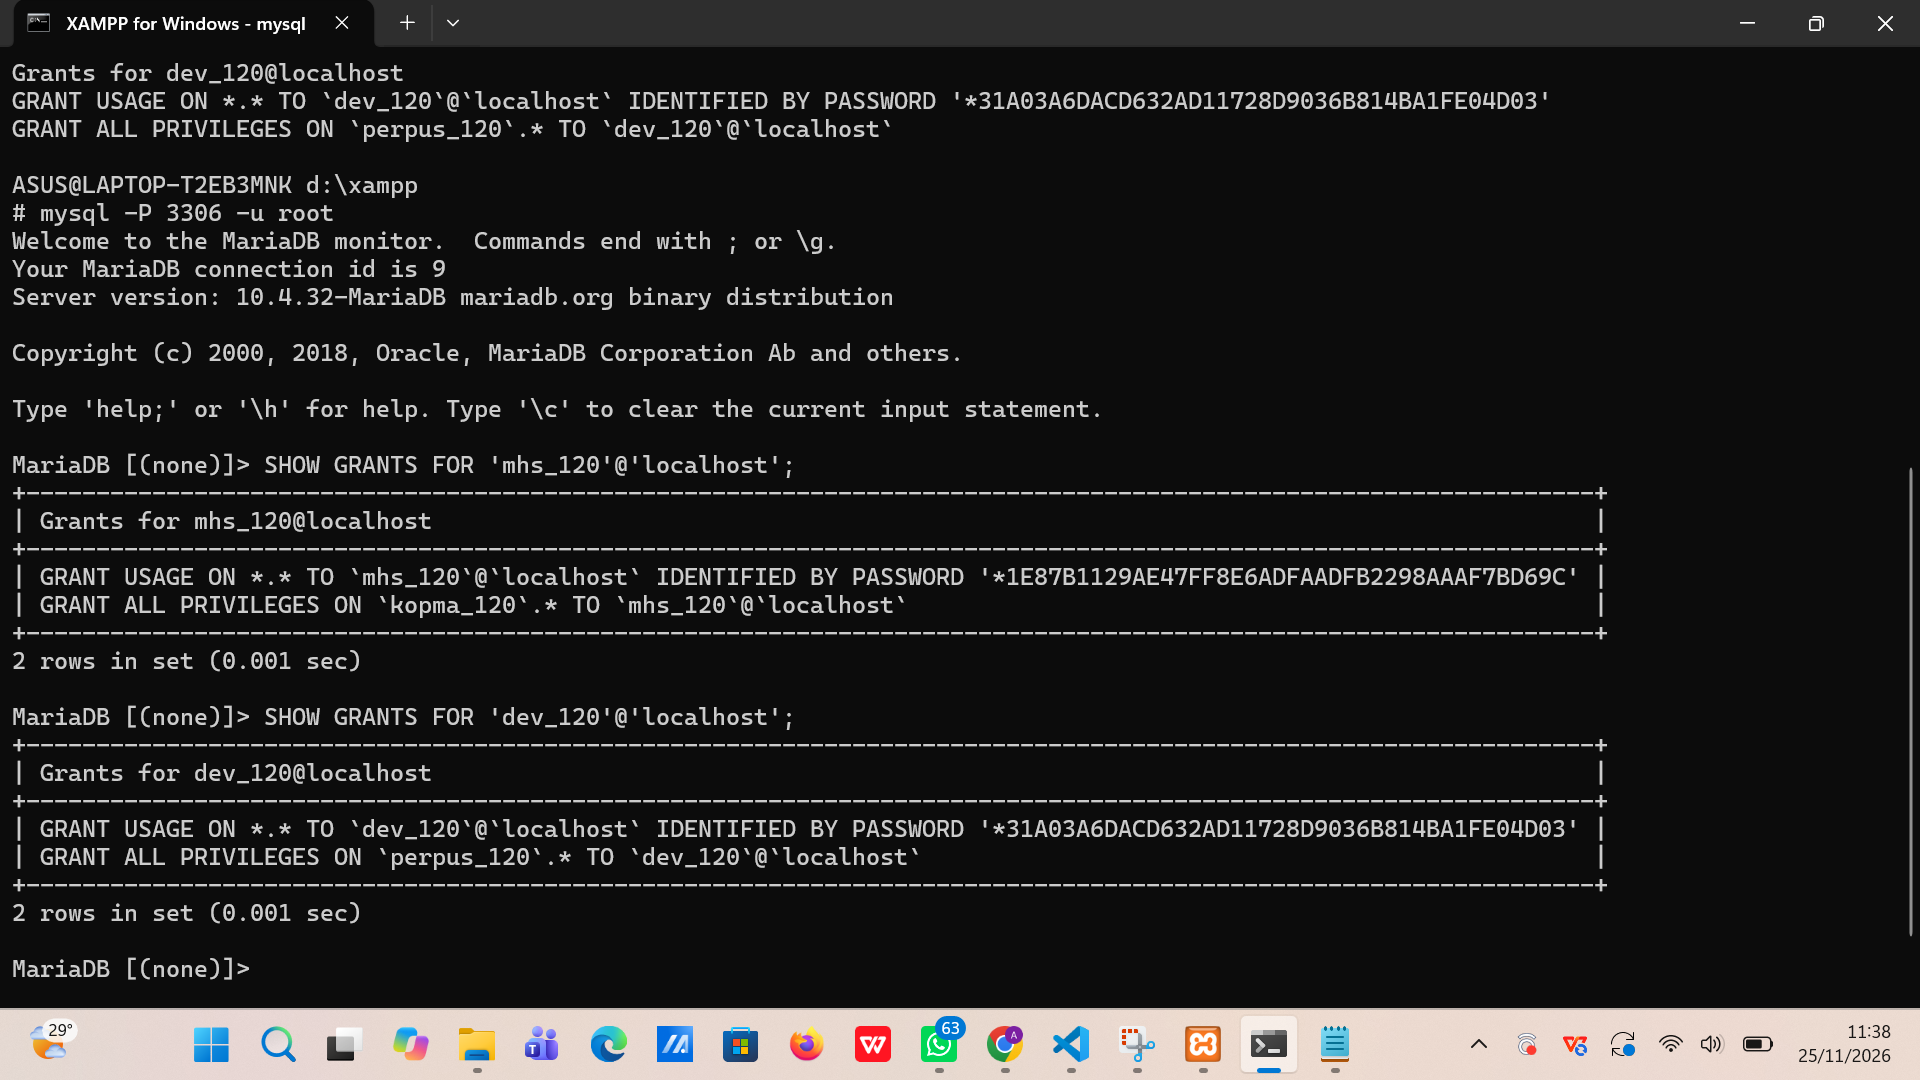 XAMPP for Windows - mysql
Grants for dev_120@localhost
GRANT USAGE ON *.* TO `dev_120`@`localhost` IDENTIFIED BY PASSWORD '*31A03A6DACD632AD11728D9036B814BA1FE04D03'
GRANT ALL PRIVILEGES ON `perpus_120`.* TO `dev_120`@`localhost`
ASUS@LAPTOP-T2EB3MNK d:\xampp
# mysql -P 3306 -u root
Welcome to the MariaDB monitor.  Commands end with ; or \g.
Your MariaDB connection id is 9
Server version: 10.4.32-MariaDB mariadb.org binary distribution
Copyright (c) 2000, 2018, Oracle, MariaDB Corporation Ab and others.
Type 'help;' or '\h' for help. Type '\c' to clear the current input statement.
MariaDB [(none)]> SHOW GRANTS FOR 'mhs_120'@'localhost';
| Grants for mhs_120@localhost |
| GRANT USAGE ON *.* TO `mhs_120`@`localhost` IDENTIFIED BY PASSWORD '*1E87B1129AE47FF8E6ADFAADFB2298AAAF7BD69C' |
| GRANT ALL PRIVILEGES ON `kopma_120`.* TO `mhs_120`@`localhost` |
2 rows in set (0.001 sec)
MariaDB [(none)]> SHOW GRANTS FOR 'dev_120'@'localhost';
| Grants for dev_120@localhost |
| GRANT USAGE ON *.* TO `dev_120`@`localhost` IDENTIFIED BY PASSWORD '*31A03A6DACD632AD11728D9036B814BA1FE04D03' |
| GRANT ALL PRIVILEGES ON `perpus_120`.* TO `dev_120`@`localhost` |
2 rows in set (0.001 sec)
MariaDB [(none)]>
29°
63
A
11:38
25/11/2026